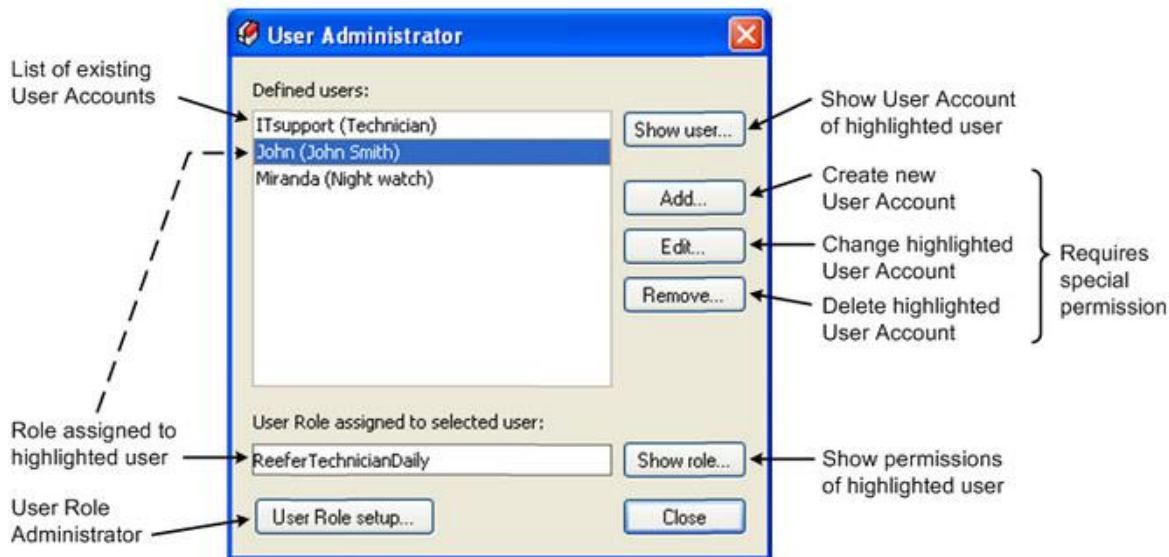 User Administrator
List of existing
User Accounts
Defined users:
ITsupport (Technician)
John (John Smith)
Miranda (Night watch)
Show user...
Show User Account
of highlighted user
Add...
Create new
User Account
Edit...
Change highlighted
User Account
Remove...
Delete highlighted
User Account
Requires
special
permission
Role assigned to
highlighted user
User Role assigned to selected user:
ReeferTechnicianDaily
Show role...
Show permissions
of highlighted user
User Role
Administrator
User Role setup...
Close